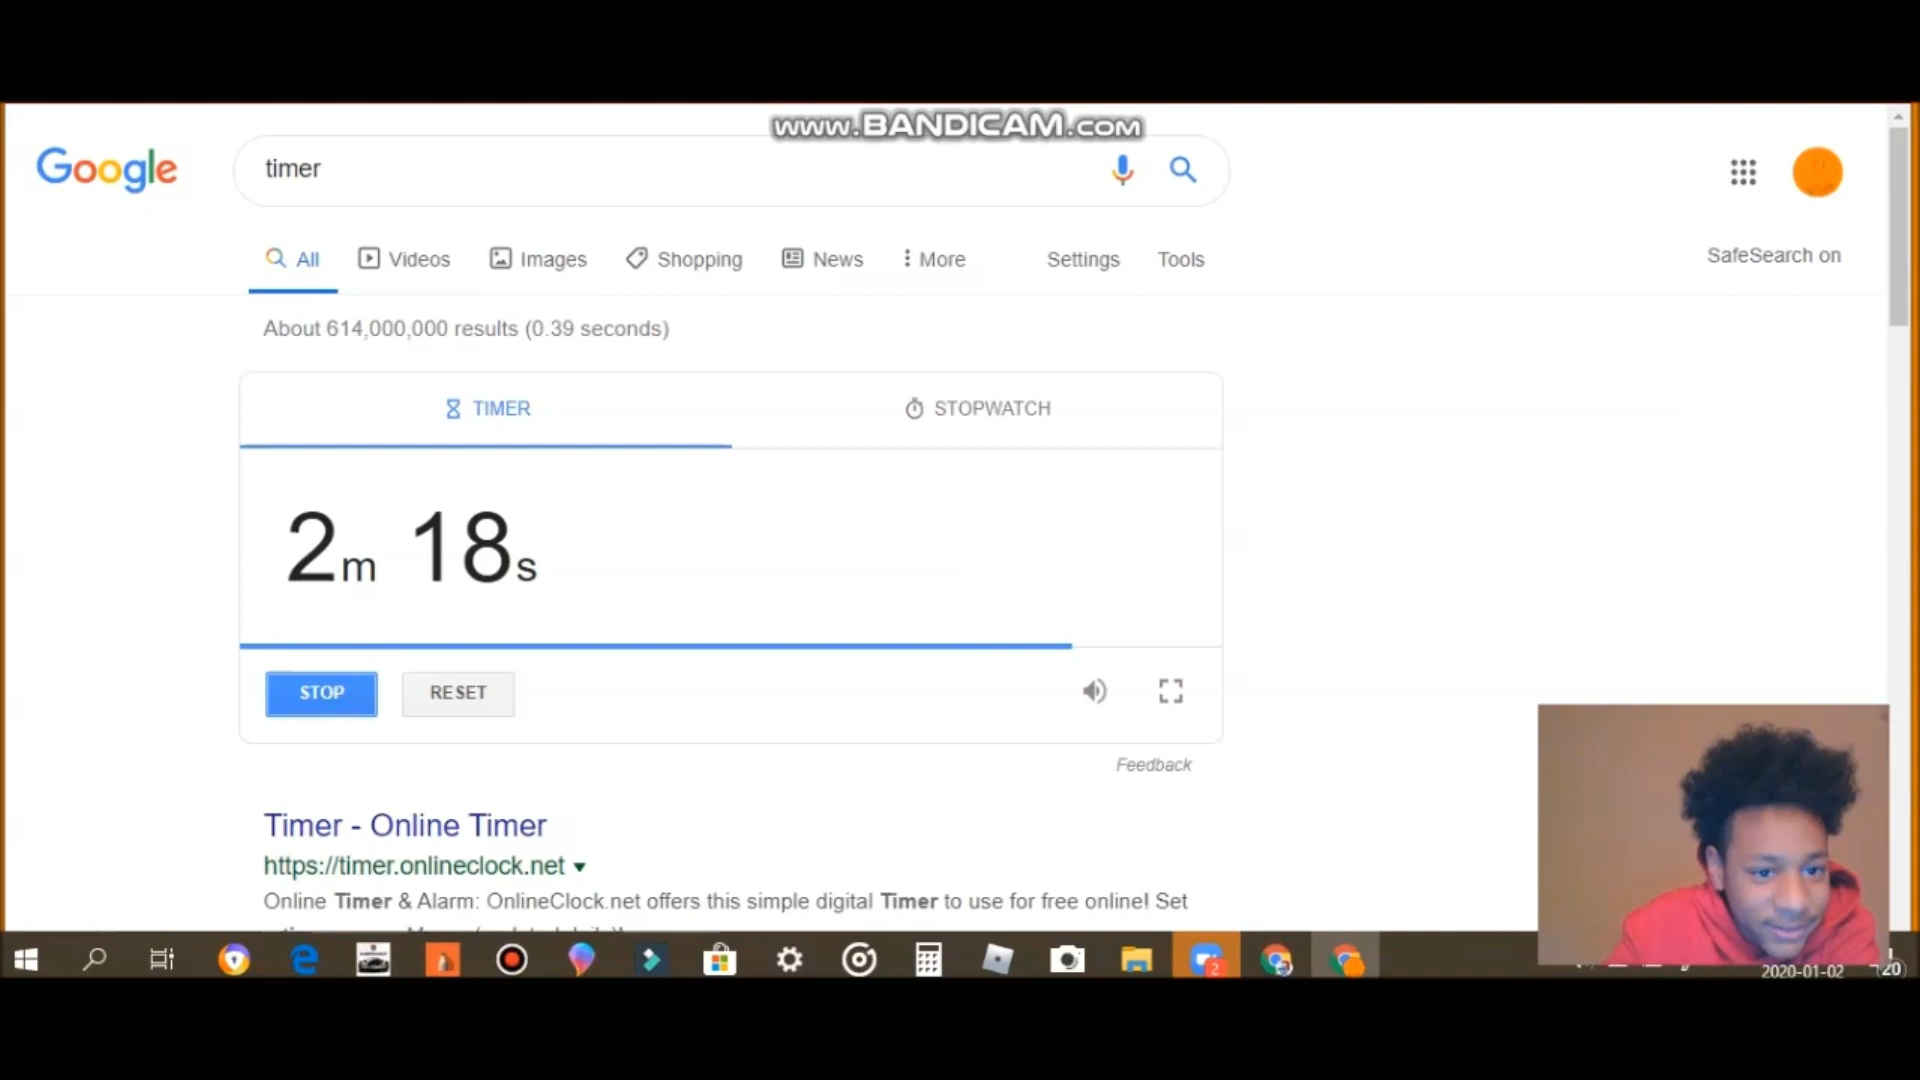 www.BANDICAM.com
Google
timer
All Videos Images Shopping News More Settings Tools
SafeSearch on
About 614,000,000 results (0.39 seconds)
TIMER STOPWATCH
2m 18s
STOP RESET
Feedback
Timer - Online Timer
https://timer.onlineclock.net
Online Timer & Alarm: OnlineClock.net offers this simple digital Timer to use for free online! Set
2
2020-01-02 20